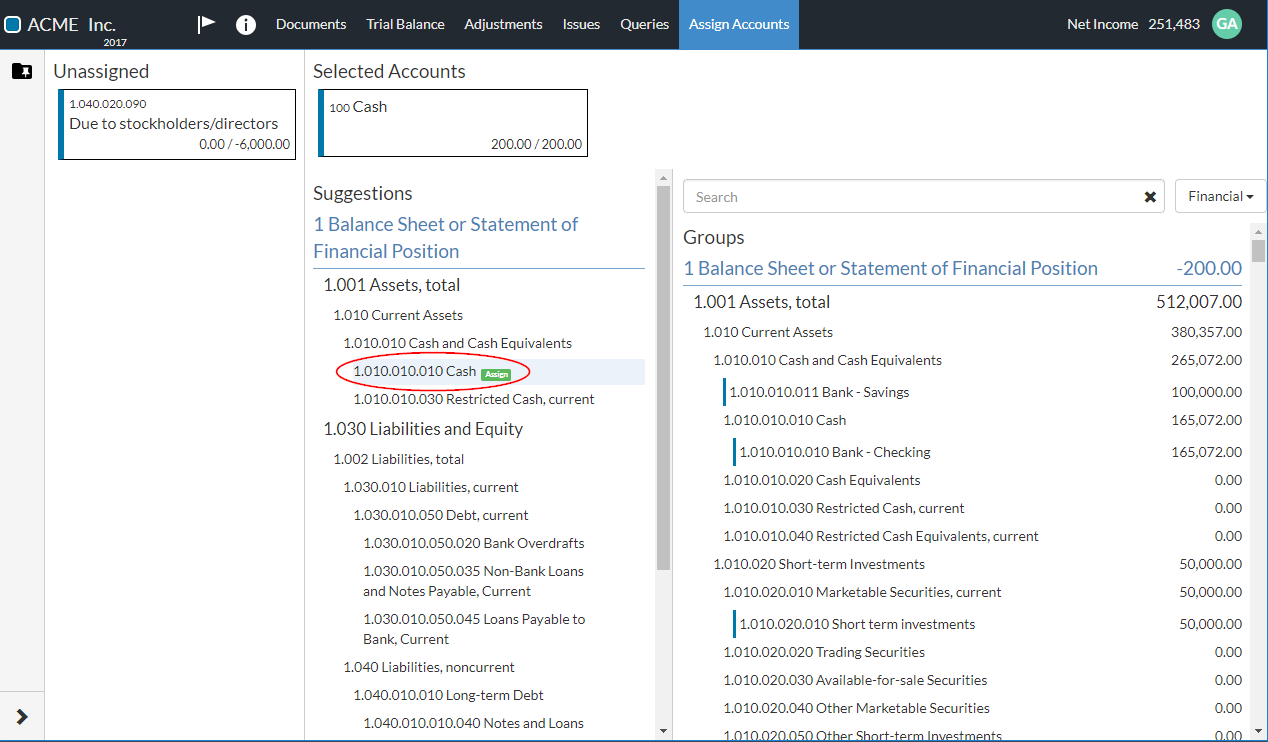 ACME Inc.
2017
Documents
Trial Balance
Adjustments
Issues
Queries
Assign Accounts
Net Income 251,483
GA
Unassigned
1.040.020.090
Due to stockholders/directors
0.00 / -6,000.00
Selected Accounts
100 Cash
200.00 / 200.00
Suggestions
1 Balance Sheet or Statement of
Financial Position
1.001 Assets, total
1.010 Current Assets
1.010.010 Cash and Cash Equivalents
1.010.010.010 Cash Assign
1.010.010.030 Restricted Cash, current
1.030 Liabilities and Equity
1.002 Liabilities, total
1.030.010 Liabilities, current
1.030.010.050 Debt, current
1.030.010.050.020 Bank Overdrafts
1.030.010.050.035 Non-Bank Loans
and Notes Payable, Current
1.030.010.050.045 Loans Payable to
Bank, Current
1.040 Liabilities, noncurrent
1.040.010.010 Long-term Debt
1.040.010.010.040 Notes and Loans
Search
Financial
Groups
1 Balance Sheet or Statement of Financial Position -200.00
1.001 Assets, total 512,007.00
1.010 Current Assets 380,357.00
1.010.010 Cash and Cash Equivalents 265,072.00
1.010.010.011 Bank - Savings 100,000.00
1.010.010.010 Cash 165,072.00
1.010.010.010 Bank - Checking 165,072.00
1.010.010.020 Cash Equivalents 0.00
1.010.010.030 Restricted Cash, current 0.00
1.010.010.040 Restricted Cash Equivalents, current 0.00
1.010.020 Short-term Investments 50,000.00
1.010.020.010 Marketable Securities, current 50,000.00
1.010.020.010 Short term investments 50,000.00
1.010.020.020 Trading Securities 0.00
1.010.020.030 Available-for-sale Securities 0.00
1.010.020.040 Other Marketable Securities 0.00
1.010.020.050 Other Short-term Investments 0.00